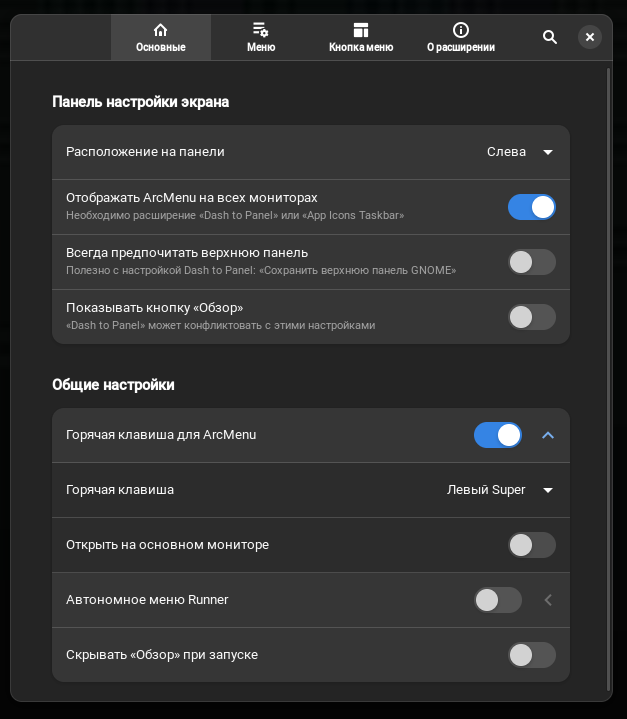 Основные
Меню
Кнопка меню
О расширении
Панель настройки экрана
Расположение на панели
Слева
Отображать ArcMenu на всех мониторах
Необходимо расширение «Dash to Panel» или «App Icons Taskbar»
Всегда предпочитать верхнюю панель
Полезно с настройкой Dash to Panel: «Сохранить верхнюю панель GNOME»
Показывать кнопку «Обзор»
«Dash to Panel» может конфликтовать с этими настройками
Общие настройки
Горячая клавиша для ArcMenu
Горячая клавиша
Левый Super
Открыть на основном мониторе
Автономное меню Runner
Скрывать «Обзор» при запуске